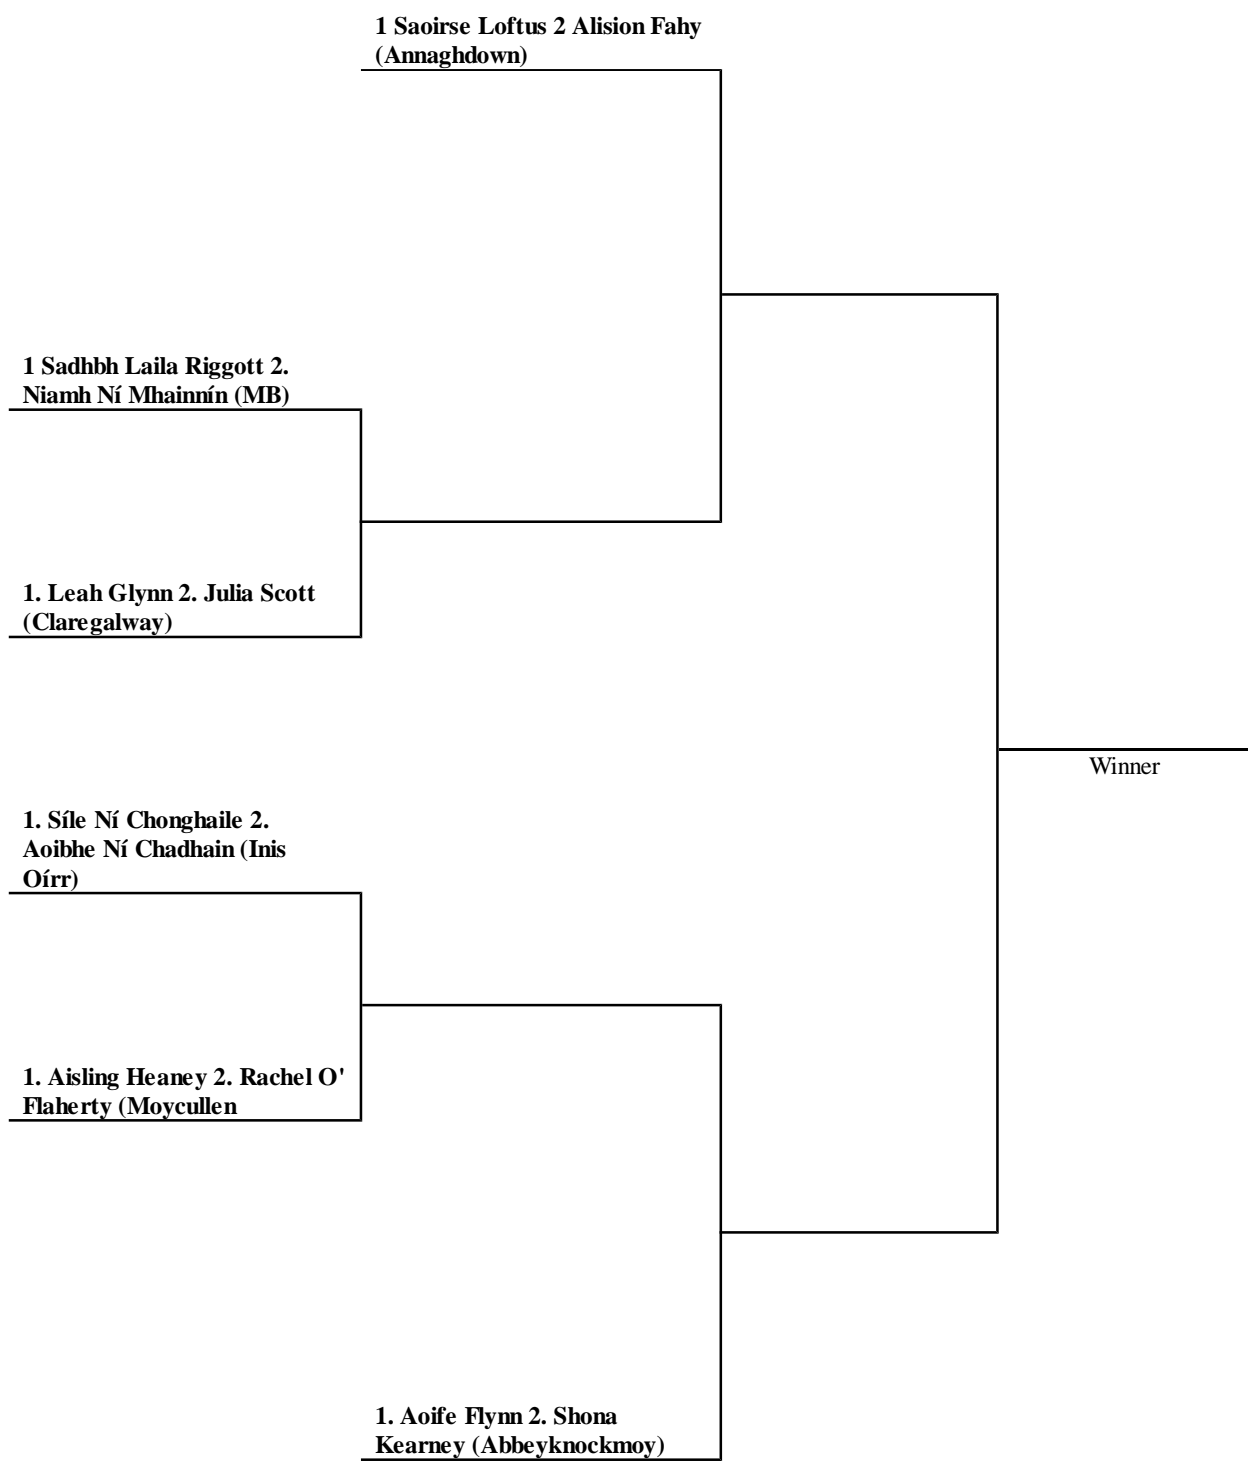 1 Saoirse Loftus 2 Alision Fahy
(Annaghdown)
1 Sadhbh Laila Riggott 2.
Niamh Ní Mhainnín (MB)
1. Leah Glynn 2. Julia Scott
(Claregalway)
Winner
1. Síle Ní Chonghaile 2.
Aoibhe Ní Chadhain (Inis
Oírr)
1. Aisling Heaney 2. Rachel O'
Flaherty (Moycullen
1. Aoife Flynn 2. Shona
Kearney (Abbeyknockmoy)